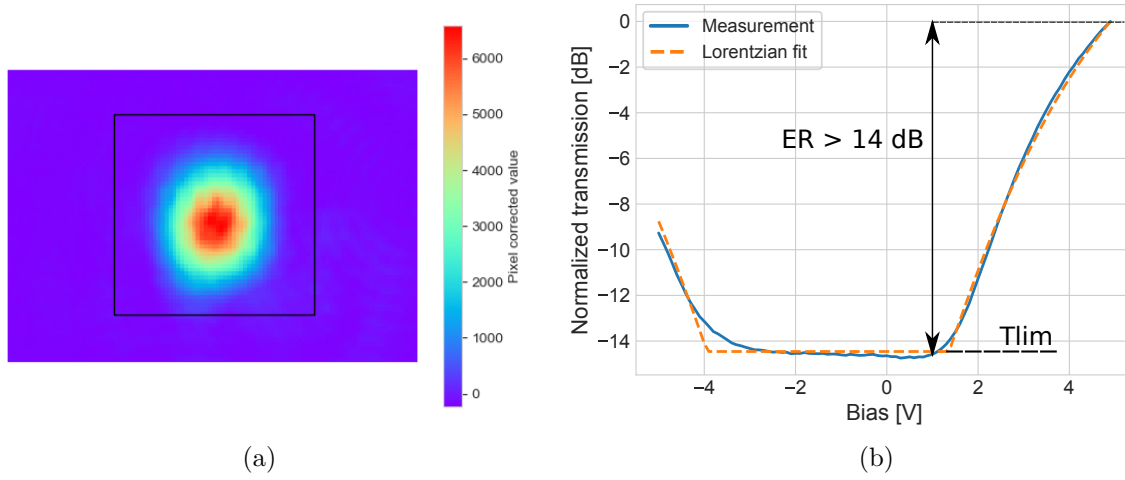 6000
5000
4000
3000
2000
1000
0
Pixel corrected value
(a)
Measurement
Lorentzian fit
ER > 14 dB
Tlim
0
−2
−4
−6
−8
−10
−12
−14
Normalized transmission [dB]
−4 −2 0 2 4
Bias [V]
(b)